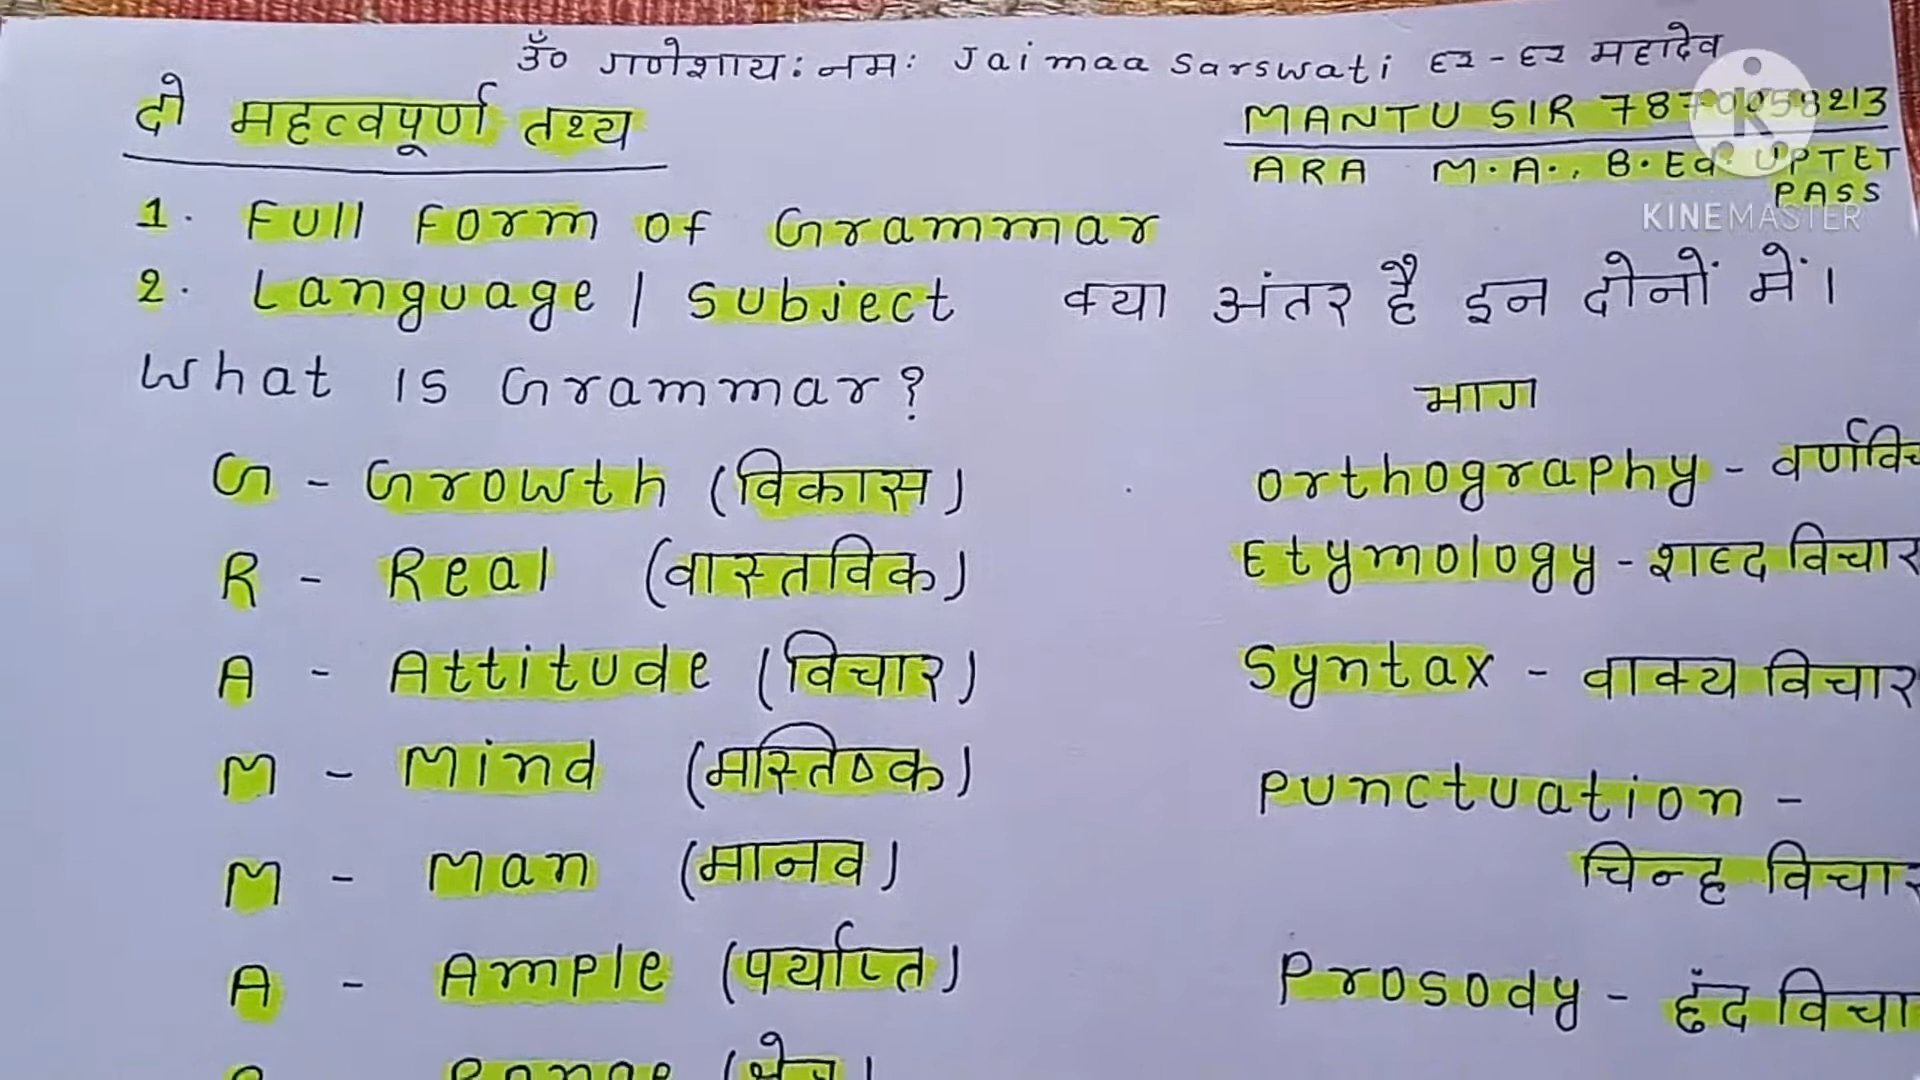 ॐ गणेशाय: नम: Jai maa Sarswati हर-हर महादेव
दो महत्वपूर्ण तथ्य
MANTU SIR 7870058213
ARA M.A., B.Ed. UPTET
PASS
KINEMASTER
1. Full Form of Grammar
2. Language / Subject क्या अंतर है इन दोनों में।
What is Grammar?
भाग
G - Growth (विकास)
Orthography - वर्णविच
R - Real (वास्तविक)
Etymology - शब्द विचार
A - Attitude (विचार)
Syntax - वाक्य विचार
M - Mind (मस्तिष्क)
Punctuation -
चिन्ह विचार
M - Man (मानव)
A - Ample (पर्याप्त)
Prosody - छंद विचा
R Range (क्षेत्र)